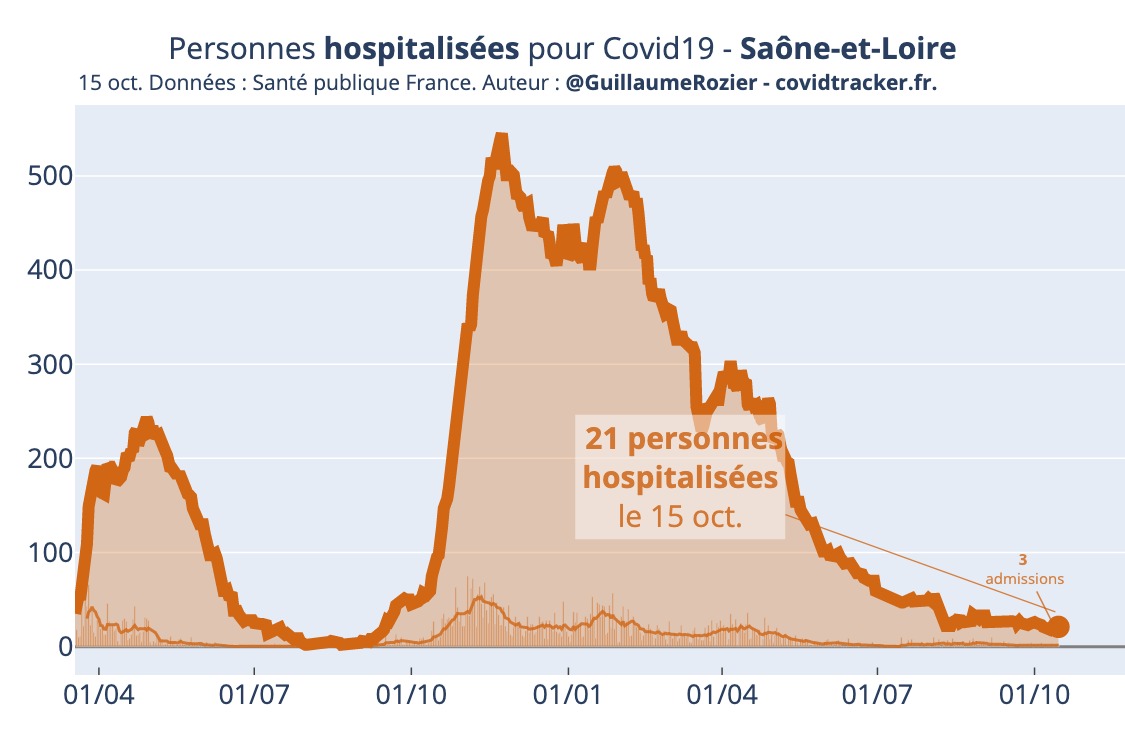 Personnes hospitalisées pour Covid19 - Saône-et-Loire
15 oct. Données : Santé publique France. Auteur : @GuillaumeRozier - covidtracker.fr.
500
400
300
200
100
0
21 personnes
hospitalisées
le 15 oct.
3
admissions
01/04 01/07 01/10 01/01 01/04 01/07 01/10